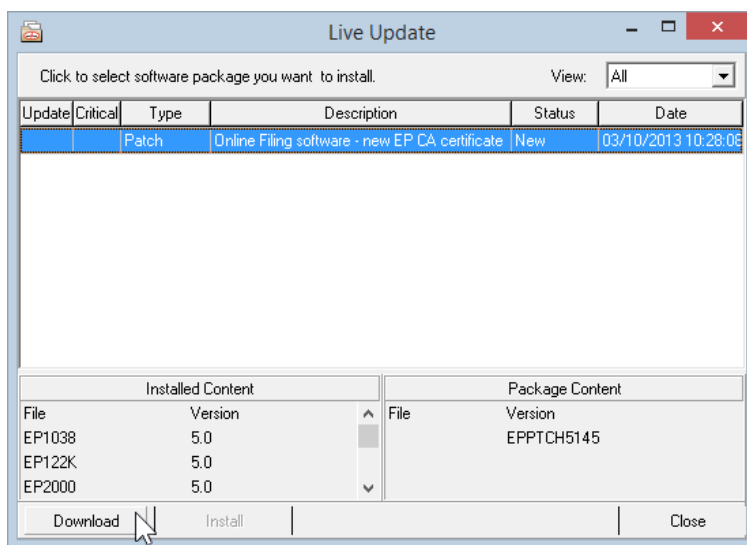 Live Update
Click to select software package you want to install. View: All
Update Critical Type Description Status Date
Patch Online Filing software - new EP CA certificate New 03/10/2013 10:28:08
Installed Content Package Content
File Version File Version
EP1038 5.0 EPPTCH5145
EP122K 5.0
EP2000 5.0
Download Install Close